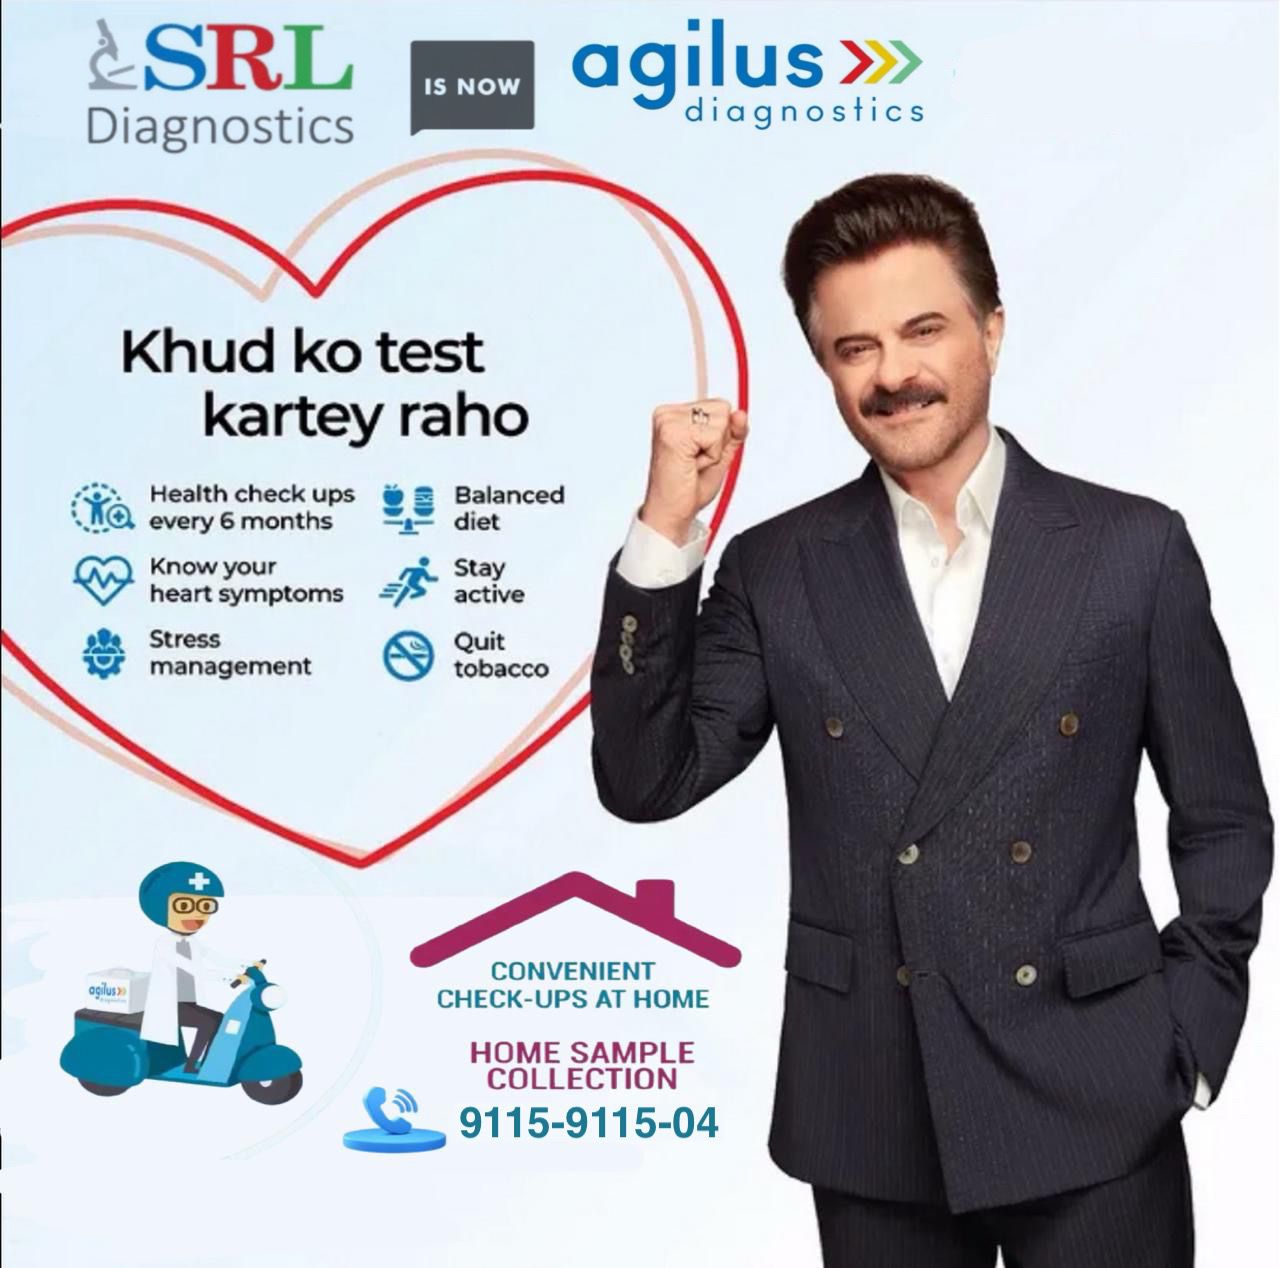 SRL
Diagnostics
IS NOW
agilus
diagnostics
Khud ko test
kartey raho
Health check ups
every 6 months
Balanced
diet
Know your
heart symptoms
Stay
active
Stress
management
Quit
tobacco
agilus
diagnostics
CONVENIENT
CHECK-UPS AT HOME
HOME SAMPLE
COLLECTION
9115-9115-04